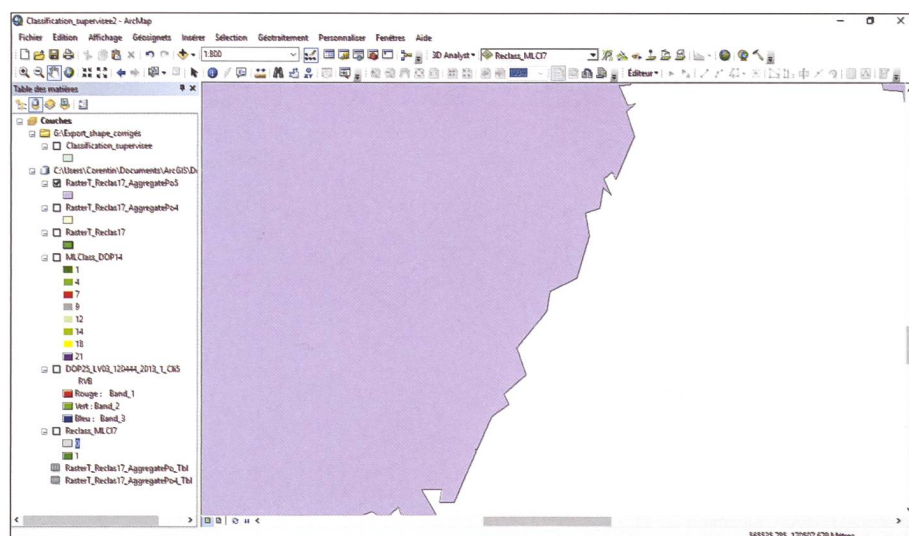 Classification_supervisee2 - ArcMap
Fichier Edition Affichage Géosignets Insérer Sélection Géotraitement Personnaliser Fenêtres Aide
1:800
3D Analyst
Reclass_MLCl7
Éditeur
Table des matières
Couches
G:\Export_shape_corrigés
Classification_supervisee
C:\Users\Corentin\Documents\ArcGIS\D
RasterT_Reclas17_AggregatePo5
RasterT_Reclas17_AggregatePo4
RasterT_Reclas17
MLClass_DOP14
1
4
7
9
12
14
18
21
DOP25_LV03_120444_2013_1_Cli5
RVB
Rouge : Band_1
Vert : Band_2
Bleu : Band_3
Reclass_MLCl7
0
1
RasterT_Reclas17_AggregatePo_Tbl
RasterT_Reclas17_AggregatePo4_Tbl